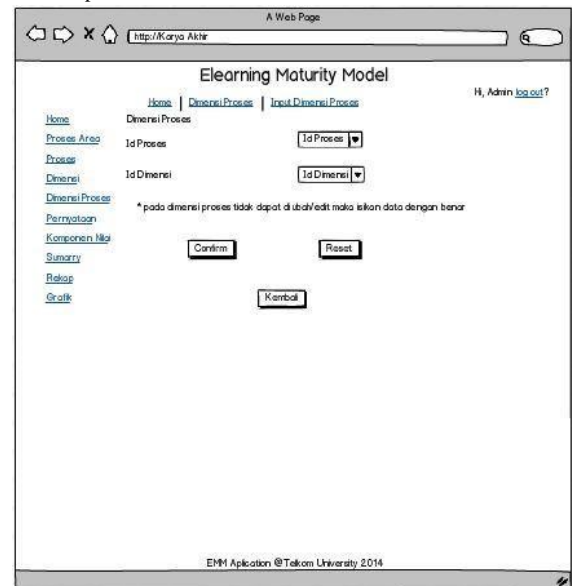 A Web Page
http://Karya Akhir
Elearning Maturity Model
Hi, Admin log out?
Home | Dimensi Proses | Input Dimensi Proses
Home
Proses Area
Proses
Dimensi
Dimensi Proses
Pernyataan
Komponen Nilai
Sumarry
Rekap
Grafik
Dimensi Proses
Id Proses
Id Proses
Id Dimensi
Id Dimensi
* pada dimensi proses tidak dapat di ubah/edit maka isikan data dengan benar
Confirm
Reset
Kembali
EMM Aplication @Telkom University 2014